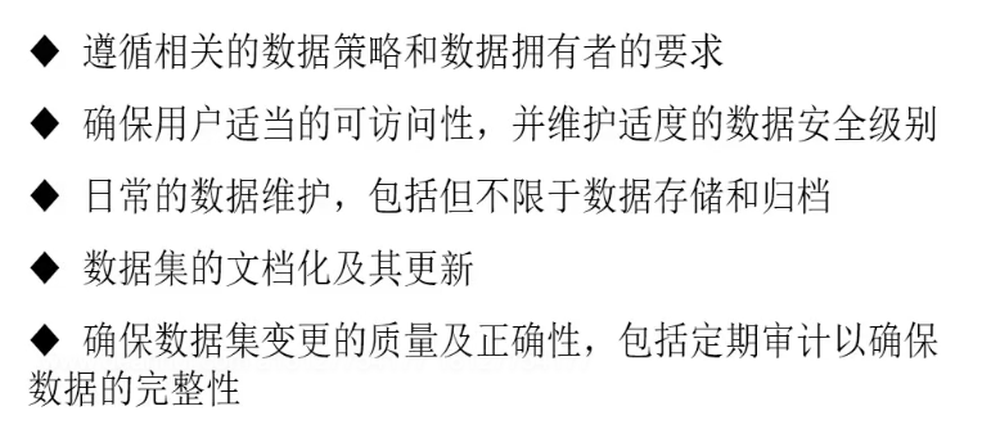 ◆ 遵循相关的数据策略和数据拥有者的要求
◆ 确保用户适当的可访问性，并维护适度的数据安全级别
◆ 日常的数据维护，包括但不限于数据存储和归档
◆ 数据集的文档化及其更新
◆ 确保数据集变更的质量及正确性，包括定期审计以确保
数据的完整性